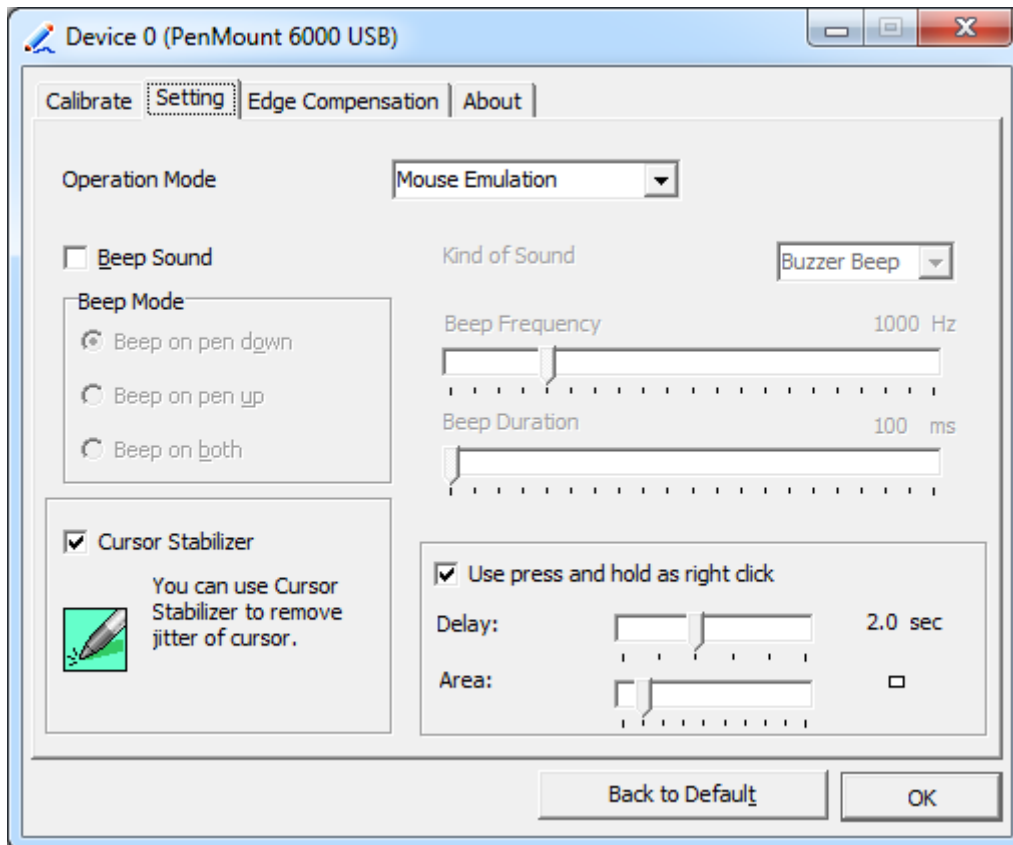 Device 0 (PenMount 6000 USB)
Calibrate Setting Edge Compensation About
Operation Mode Mouse Emulation
Beep Sound Kind of Sound Buzzer Beep
Beep Mode
Beep on pen down
Beep on pen up
Beep on both
Beep Frequency 1000 Hz
Beep Duration 100 ms
Cursor Stabilizer
You can use Cursor
Stabilizer to remove
jitter of cursor.
Use press and hold as right click
Delay: 2.0 sec
Area:
Back to Default OK